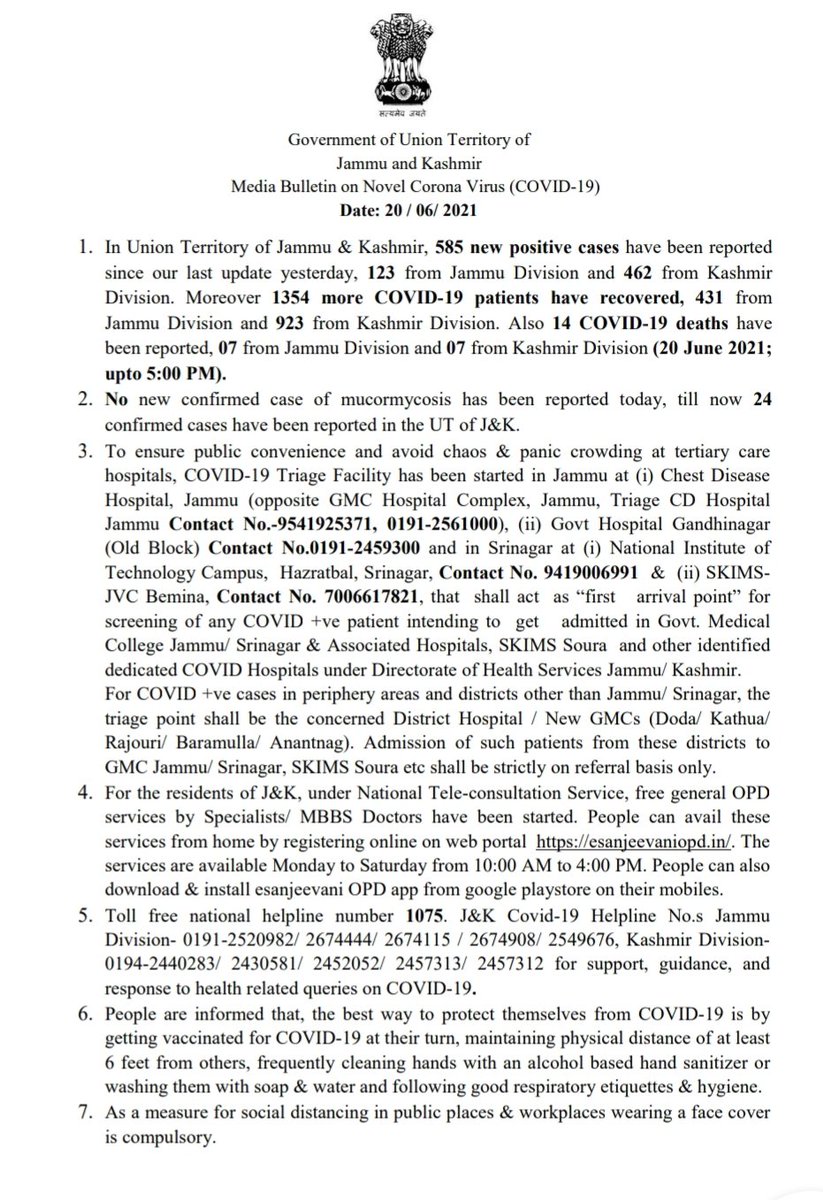 सत्यमेव जयते
Government of Union Territory of
Jammu and Kashmir
Media Bulletin on Novel Corona Virus (COVID-19)
Date: 20 / 06/ 2021
1. In Union Territory of Jammu & Kashmir, 585 new positive cases have been reported
since our last update yesterday, 123 from Jammu Division and 462 from Kashmir
Division. Moreover 1354 more COVID-19 patients have recovered, 431 from
Jammu Division and 923 from Kashmir Division. Also 14 COVID-19 deaths have
been reported, 07 from Jammu Division and 07 from Kashmir Division (20 June 2021;
upto 5:00 PM).
2. No new confirmed case of mucormycosis has been reported today, till now 24
confirmed cases have been reported in the UT of J&K.
3. To ensure public convenience and avoid chaos & panic crowding at tertiary care
hospitals, COVID-19 Triage Facility has been started in Jammu at (i) Chest Disease
Hospital, Jammu (opposite GMC Hospital Complex, Jammu, Triage CD Hospital
Jammu Contact No.-9541925371, 0191-2561000), (ii) Govt Hospital Gandhinagar
(Old Block) Contact No.0191-2459300 and in Srinagar at (i) National Institute of
Technology Campus, Hazratbal, Srinagar, Contact No. 9419006991 & (ii) SKIMS-
JVC Bemina, Contact No. 7006617821, that shall act as “first arrival point” for
screening of any COVID +ve patient intending to get admitted in Govt. Medical
College Jammu/ Srinagar & Associated Hospitals, SKIMS Soura and other identified
dedicated COVID Hospitals under Directorate of Health Services Jammu/ Kashmir.
For COVID +ve cases in periphery areas and districts other than Jammu/ Srinagar, the
triage point shall be the concerned District Hospital / New GMCs (Doda/ Kathua/
Rajouri/ Baramulla/ Anantnag). Admission of such patients from these districts to
GMC Jammu/ Srinagar, SKIMS Soura etc shall be strictly on referral basis only.
4. For the residents of J&K, under National Tele-consultation Service, free general OPD
services by Specialists/ MBBS Doctors have been started. People can avail these
services from home by registering online on web portal https://esanjeevaniopd.in/. The
services are available Monday to Saturday from 10:00 AM to 4:00 PM. People can also
download & install esanjeevani OPD app from google playstore on their mobiles.
5. Toll free national helpline number 1075. J&K Covid-19 Helpline No.s Jammu
Division- 0191-2520982/ 2674444/ 2674115 / 2674908/ 2549676, Kashmir Division-
0194-2440283/ 2430581/ 2452052/ 2457313/ 2457312 for support, guidance, and
response to health related queries on COVID-19.
6. People are informed that, the best way to protect themselves from COVID-19 is by
getting vaccinated for COVID-19 at their turn, maintaining physical distance of at least
6 feet from others, frequently cleaning hands with an alcohol based hand sanitizer or
washing them with soap & water and following good respiratory etiquettes & hygiene.
7. As a measure for social distancing in public places & workplaces wearing a face cover
is compulsory.